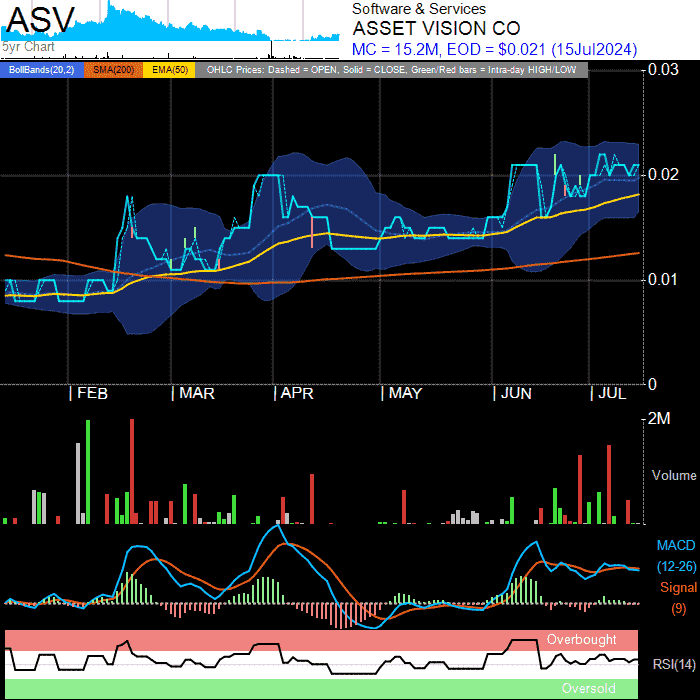 ASV
5yr Chart
Software & Services
ASSET VISION CO
MC = 15.2M, EOD = $0.021 (15Jul2024)
BollBands(20,2) SMA(200) EMA(50) OHLC Prices: Dashed = OPEN, Solid = CLOSE, Green/Red bars = Intra-day HIGH/LOW
0.03
0.02
0.01
0
FEB MAR APR MAY JUN JUL
2M
Volume
MACD
(12-26)
Signal
(9)
Overbought
RSI(14)
Oversold